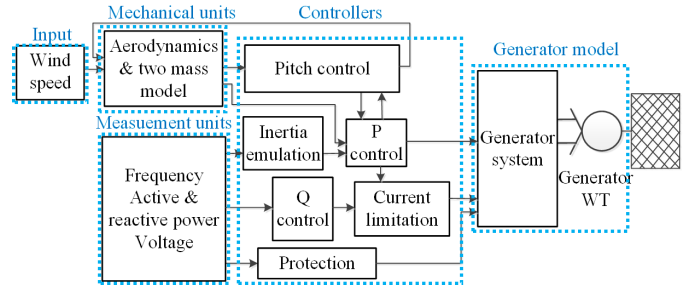 Mechanical units
Controllers
Input
Generator model
Wind
speed
Aerodynamics
& two mass
model
Pitch control
Measuement units
Inertia
emulation
P
control
Generator
system
Frequency
Active &
reactive power
Voltage
Q
control
Current
limitation
Generator
WT
Protection